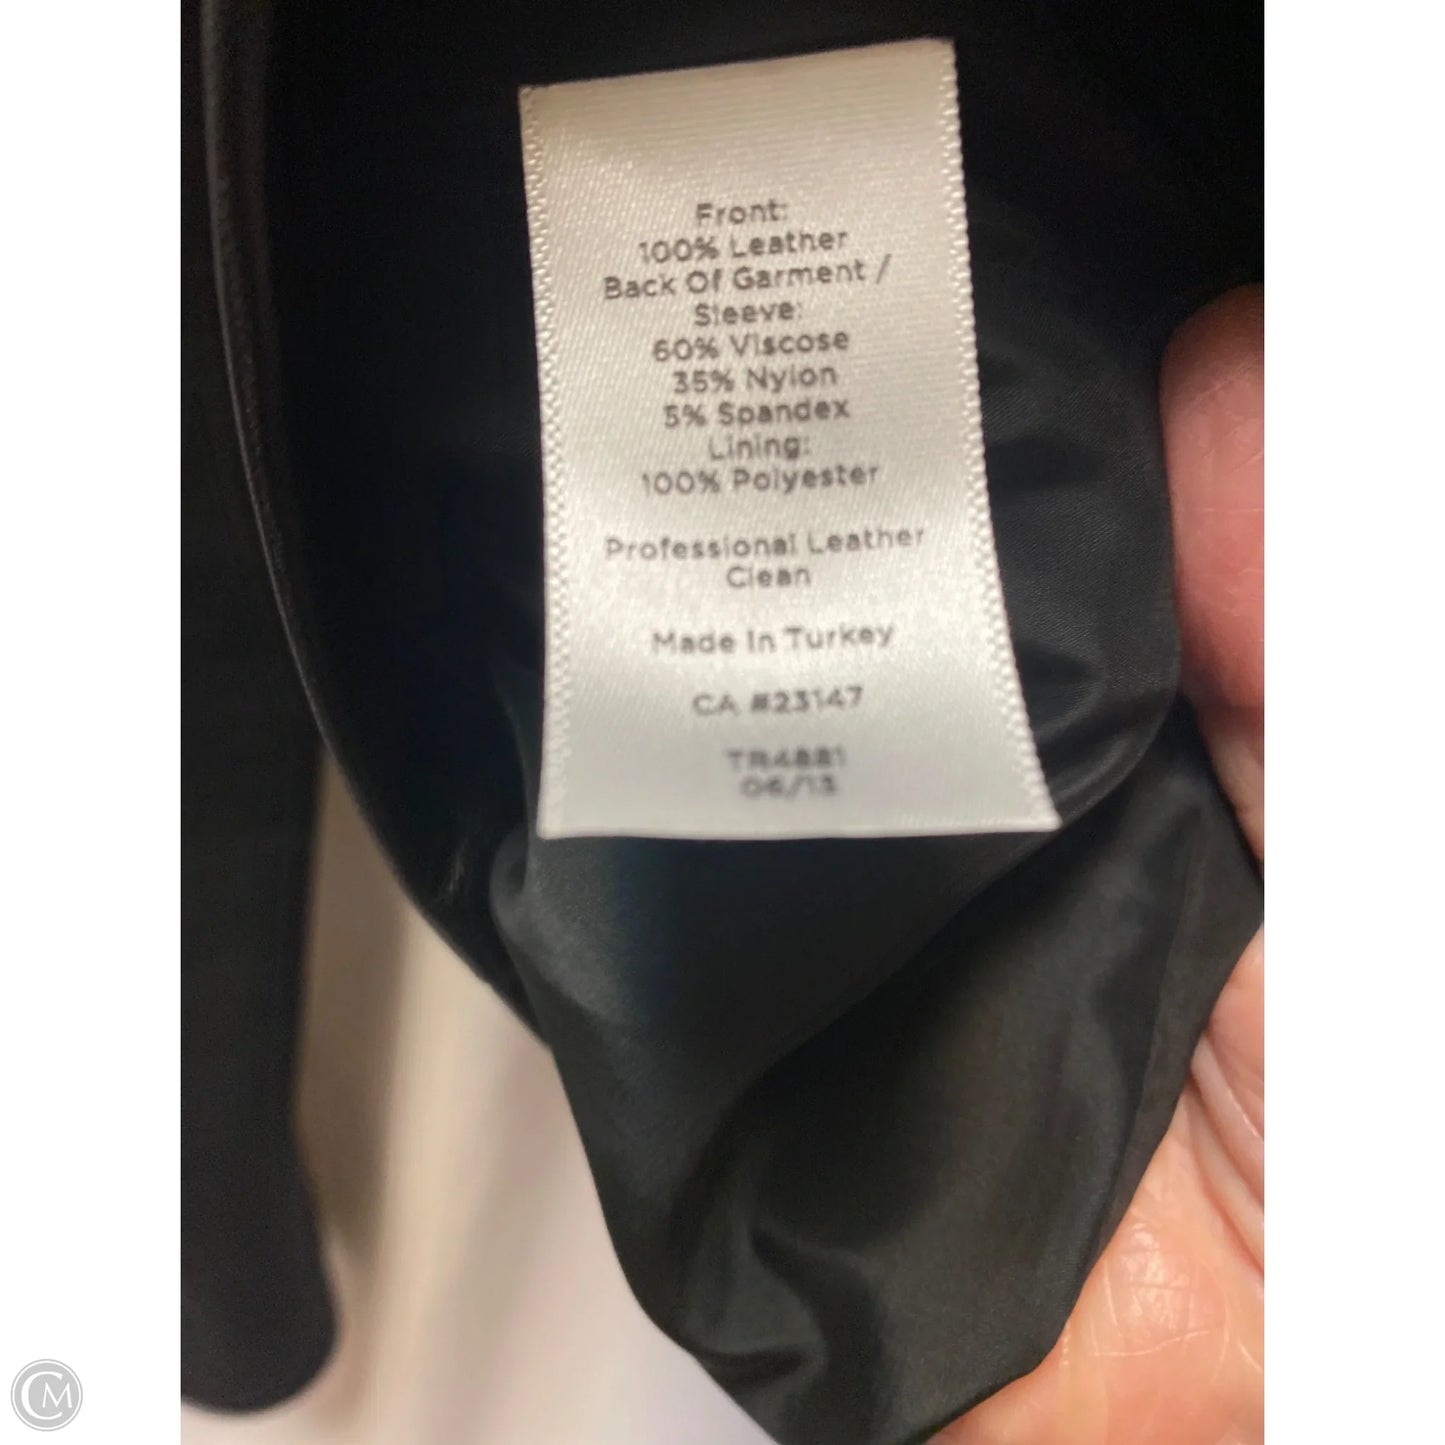 Front:
100% Leather
Back Of Garment /
Sleeve:
60% Viscose
35% Nylon
5% Spandex
Lining:
100% Polyester
Professional Leather
Clean
Made In Turkey
CA #23147
TR4881
06/13
CM